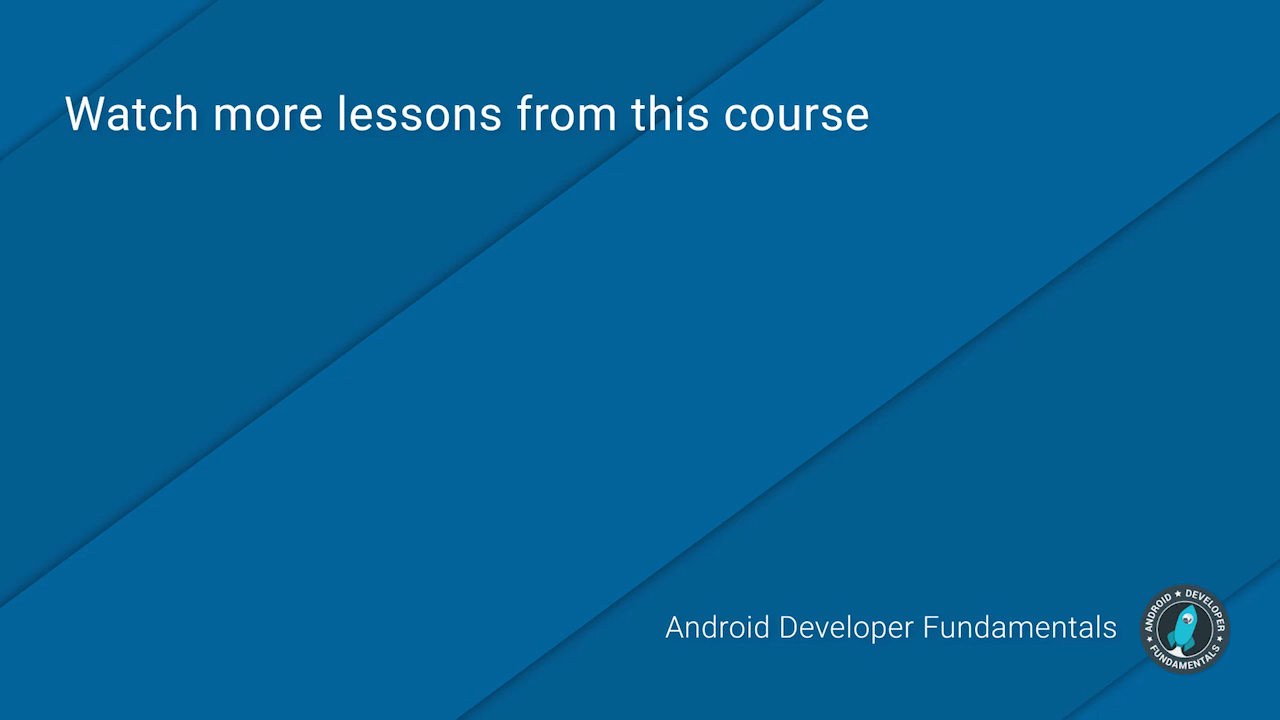 Watch more lessons from this course
Android Developer Fundamentals
ANDROID ★ DEVELOPER
★ FUNDAMENTALS ★